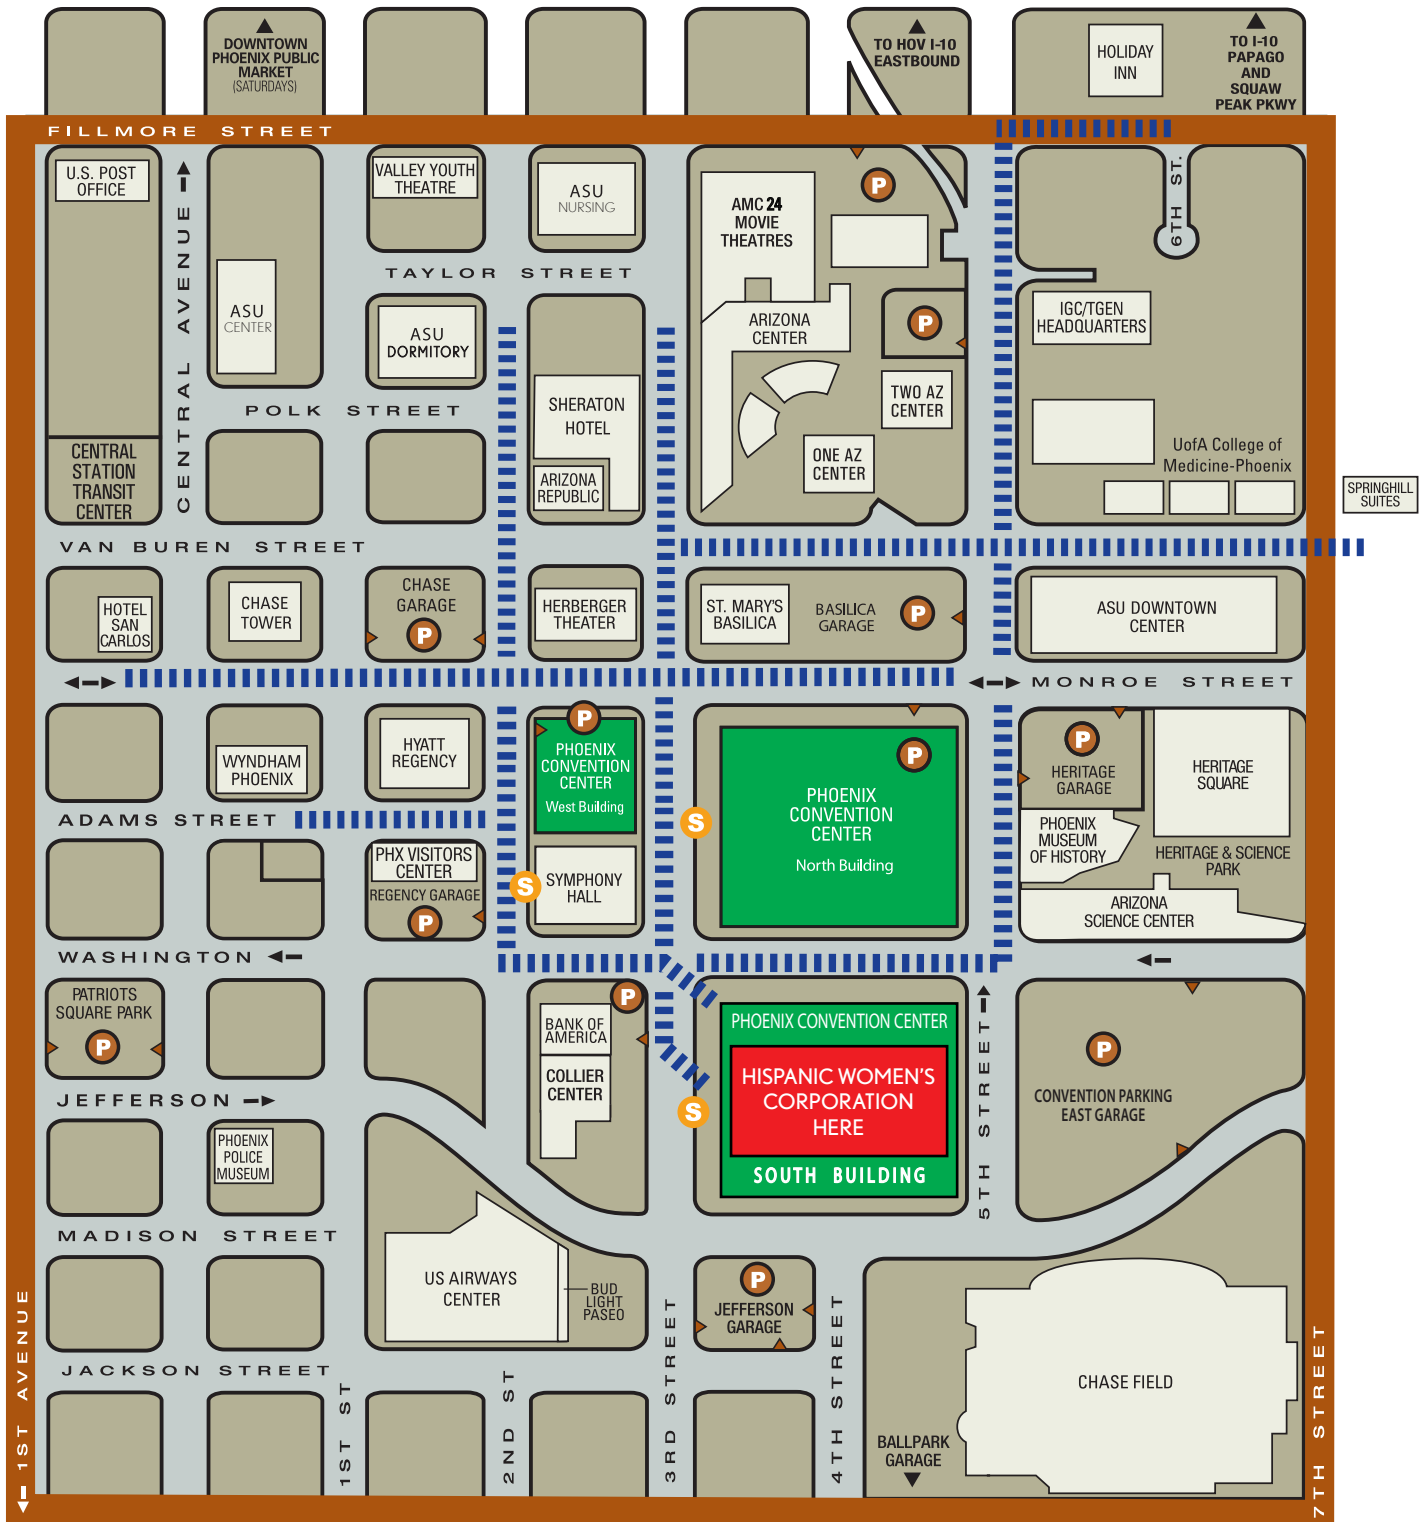 DOWNTOWN
PHOENIX PUBLIC
MARKET
(SATURDAYS)
TO HOV I-10
EASTBOUND
HOLIDAY
INN
TO I-10
PAPAGO
AND
SQUAW
PEAK PKWY
FILLMORE STREET
U.S. POST
OFFICE
CENTRAL AVENUE
VALLEY YOUTH
THEATRE
ASU
NURSING
AMC 24
MOVIE
THEATRES
P
6TH ST.
TAYLOR STREET
ASU
CENTER
ASU
DORMITORY
ARIZONA
CENTER
P
IGC/TGEN
HEADQUARTERS
POLK STREET
SHERATON
HOTEL
TWO AZ
CENTER
CENTRAL
STATION
TRANSIT
CENTER
ARIZONA
REPUBLIC
ONE AZ
CENTER
UofA College of
Medicine-Phoenix
SPRINGHILL
SUITES
VAN BUREN STREET
HOTEL
SAN
CARLOS
CHASE
TOWER
CHASE
GARAGE
P
HERBERGER
THEATER
ST. MARY'S
BASILICA
BASILICA
GARAGE
P
ASU DOWNTOWN
CENTER
MONROE STREET
WYNDHAM
PHOENIX
HYATT
REGENCY
P
PHOENIX
CONVENTION
CENTER
West Building
P
PHOENIX
CONVENTION
CENTER
North Building
P
HERITAGE
GARAGE
HERITAGE
SQUARE
ADAMS STREET
S
PHOENIX
MUSEUM
OF HISTORY
HERITAGE & SCIENCE
PARK
PHX VISITORS
CENTER
REGENCY GARAGE
P
S
SYMPHONY
HALL
ARIZONA
SCIENCE CENTER
WASHINGTON
PATRIOTS
SQUARE PARK
P
P
BANK OF
AMERICA
COLLIER
CENTER
PHOENIX CONVENTION CENTER
HISPANIC WOMEN'S
CORPORATION
HERE
SOUTH BUILDING
S
5TH STREET
P
CONVENTION PARKING
EAST GARAGE
JEFFERSON
PHOENIX
POLICE
MUSEUM
MADISON STREET
US AIRWAYS
CENTER
BUD
LIGHT
PASEO
P
JEFFERSON
GARAGE
JACKSON STREET
CHASE FIELD
BALLPARK
GARAGE
1ST AVENUE
1ST ST
2ND ST
3RD STREET
4TH STREET
7TH STREET